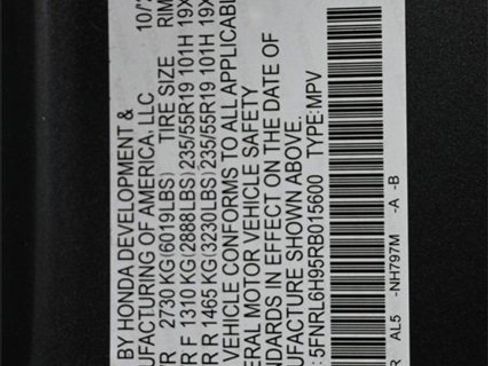 BY HONDA DEVELOPMENT & 10/
UFACTURING OF AMERICA, LLC
2730 KG(6019LBS) TIRE SIZE RIM
R F 1310 KG(2888LBS)235/55R19 101H 19X
R R 1465 KG(3230LBS)235/55R19 101H 19X
VEHICLE CONFORMS TO ALL APPLICABL
ERAL MOTOR VEHICLE SAFETY
NDARDS IN EFFECT ON THE DATE OF
UFACTURE SHOWN ABOVE.
: 5FNRL6H95RB015600 TYPE:MPV
R AL5 -NH797M -A -B